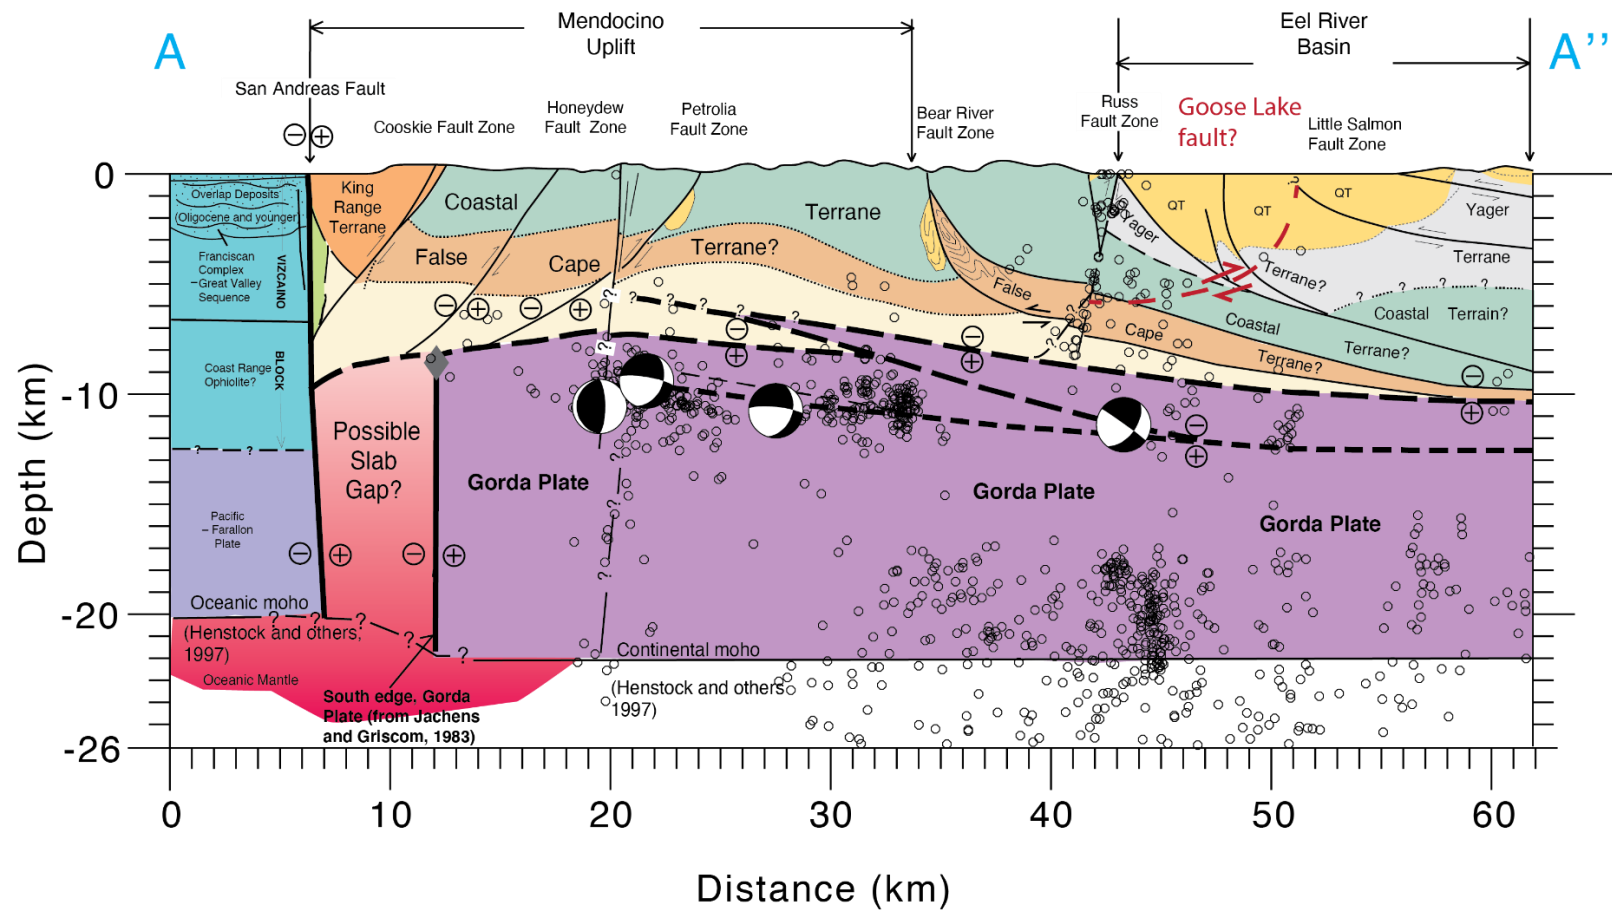 Mendocino
Uplift
Eel River
Basin
A
A’’
San Andreas Fault
Cooskie Fault Zone
Honeydew
Fault Zone
Petrolia
Fault Zone
Bear River
Fault Zone
Russ
Fault Zone
Goose Lake
fault?
Little Salmon
Fault Zone
− +
0
-10
-20
-26
Depth (km)
Overlap Deposits
(Oligocene and younger)
Franciscan
Complex
–Great Valley
Sequence
VIZCAINO
BLOCK
Coast Range
Ophiolite?
? ?
Pacific
– Farallon
Plate
King
Range
Terrane
Coastal
Terrane
False
Cape
Terrane?
False
Cape
Terrane?
Yager
Terrane?
Coastal
Terrane?
QT
QT
QT
?
Yager
Terrane
? ? ?
Coastal Terrain?
− + − +
? ? ? ? ? ?
?
− +
− +
− +
− +
Possible
Slab
Gap?
Gorda Plate
Gorda Plate
Gorda Plate
?
?
?
− + − +
Oceanic moho
? ? ? ? ?
(Henstock and others,
1997)
Oceanic Mantle
South edge, Gorda
Plate (from Jachens
and Griscom, 1983)
Continental moho
(Henstock and others
1997)
0 10 20 30 40 50 60
Distance (km)